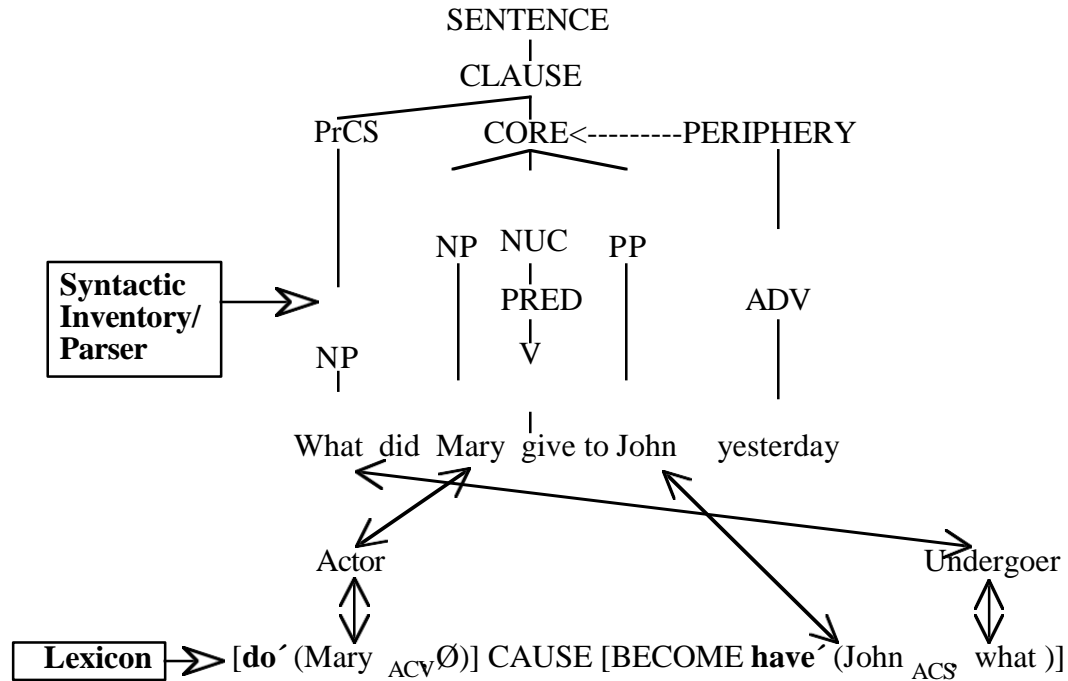 SENTENCE
CLAUSE
PrCS CORE<---------PERIPHERY
NP NUC PP
Syntactic
Inventory/
Parser
PRED ADV
NP V
What did Mary give to John yesterday
Actor Undergoer
Lexicon [do´ (Mary ACV, Ø)] CAUSE [BECOME have´ (John ACS, what )]